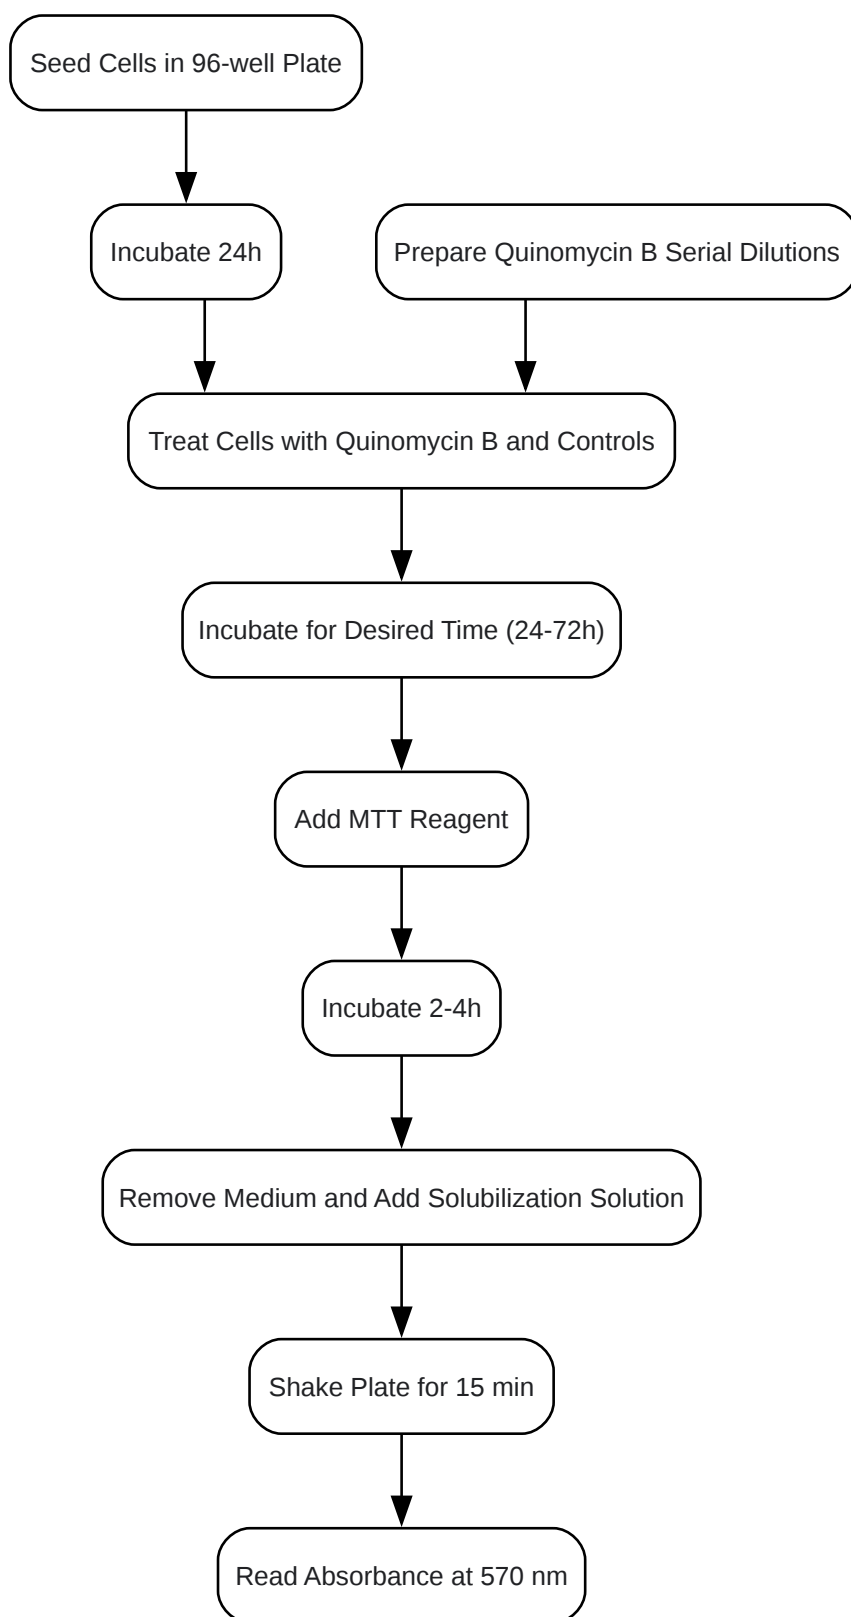 Seed Cells in 96-well Plate
Incubate 24h
Prepare Quinomycin B Serial Dilutions
Treat Cells with Quinomycin B and Controls
Incubate for Desired Time (24-72h)
Add MTT Reagent
Incubate 2-4h
Remove Medium and Add Solubilization Solution
Shake Plate for 15 min
Read Absorbance at 570 nm